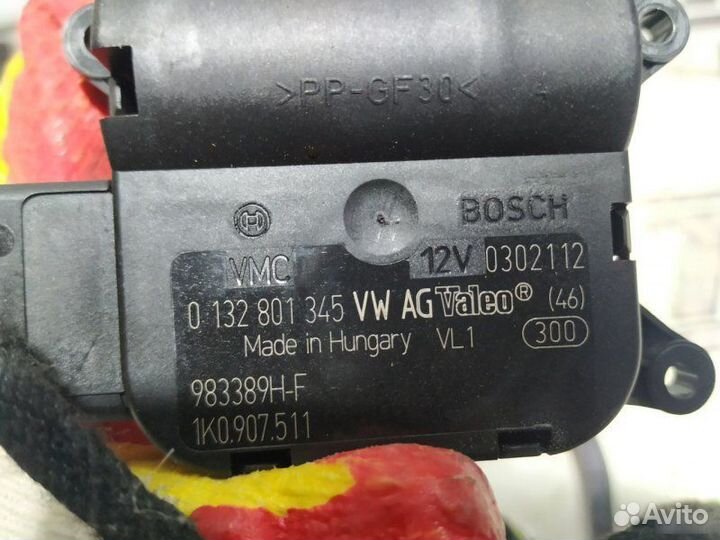 >PP-GF30<
BOSCH
VMC 12V 0302112
0 132 801 345 VW AG Valeo® (46)
Made in Hungary VL1 300
983389H-F
1K0.907.511
Avito